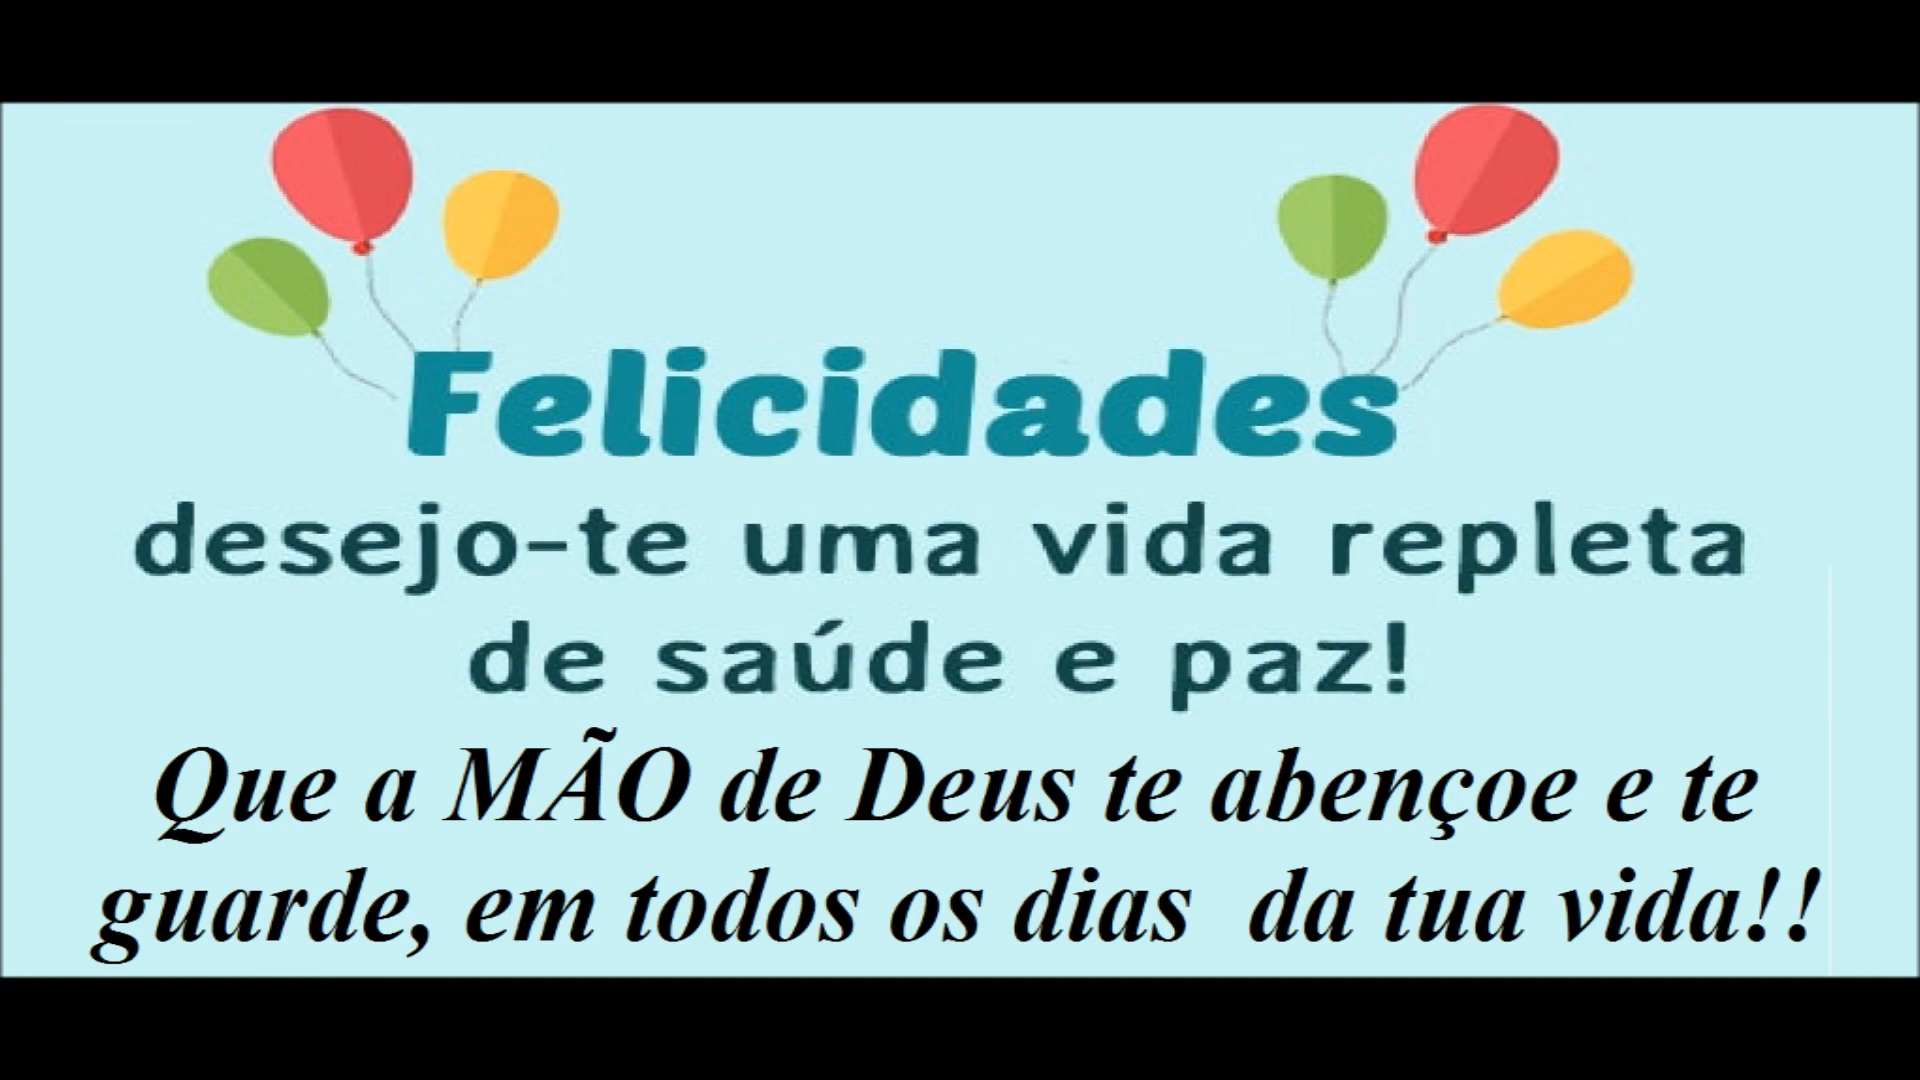 Felicidades
desejo-te uma vida repleta
de saúde e paz!
Que a MÃO de Deus te abençoe e te
guarde, em todos os dias  da tua vida!!